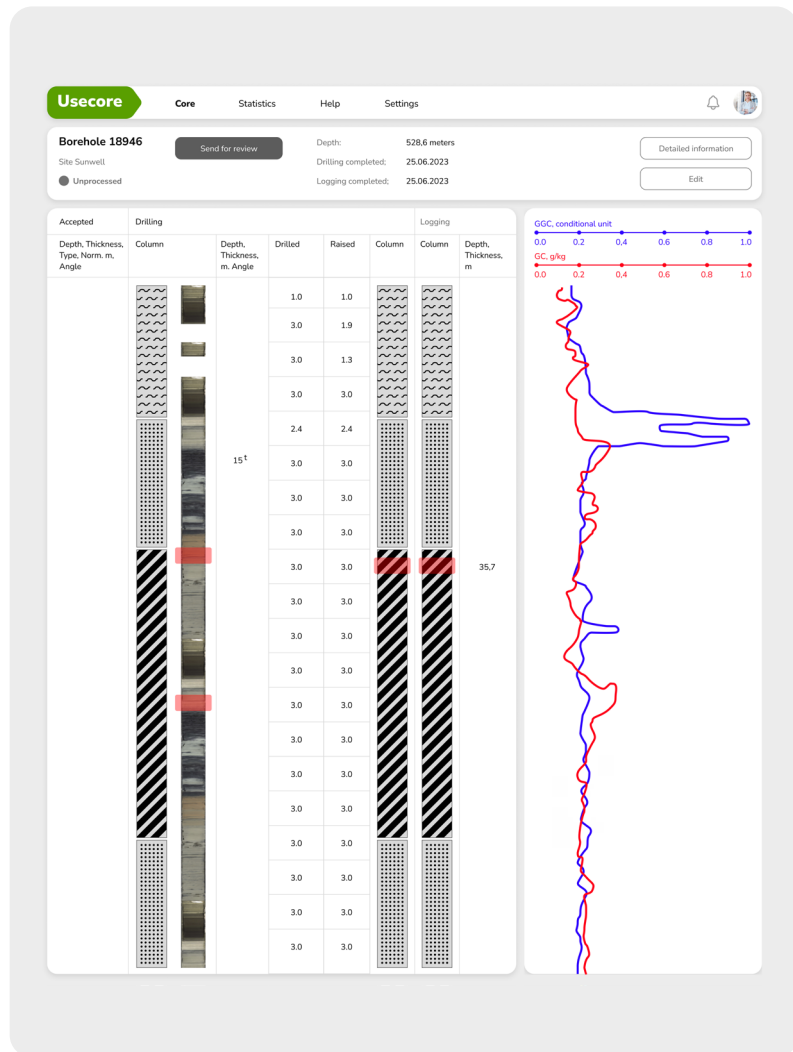 Usecore
Core
Statistics
Help
Settings
Borehole 18946
Send for review
Site Sunwell
Unprocessed
Depth:
528,6 meters
Drilling completed;
25.06.2023
Logging completed;
25.06.2023
Detailed information
Edit
Accepted
Drilling
Logging
Depth, Thickness,
Type, Norm. m,
Angle
Column
Depth,
Thickness,
m. Angle
Drilled
Raised
Column
Column
Depth,
Thickness,
m
1.0 1.0
3.0 1.9
3.0 1.3
3.0 3.0
2.4 2.4
15 t
3.0 3.0
3.0 3.0
3.0 3.0
3.0 3.0
35,7
3.0 3.0
3.0 3.0
3.0 3.0
3.0 3.0
3.0 3.0
3.0 3.0
3.0 3.0
3.0 3.0
3.0 3.0
3.0 3.0
3.0 3.0
GGC, conditional unit
0.0 0.2 0,4 0.6 0.8 1.0
GC, g/kg
0.0 0.2 0,4 0.6 0.8 1.0